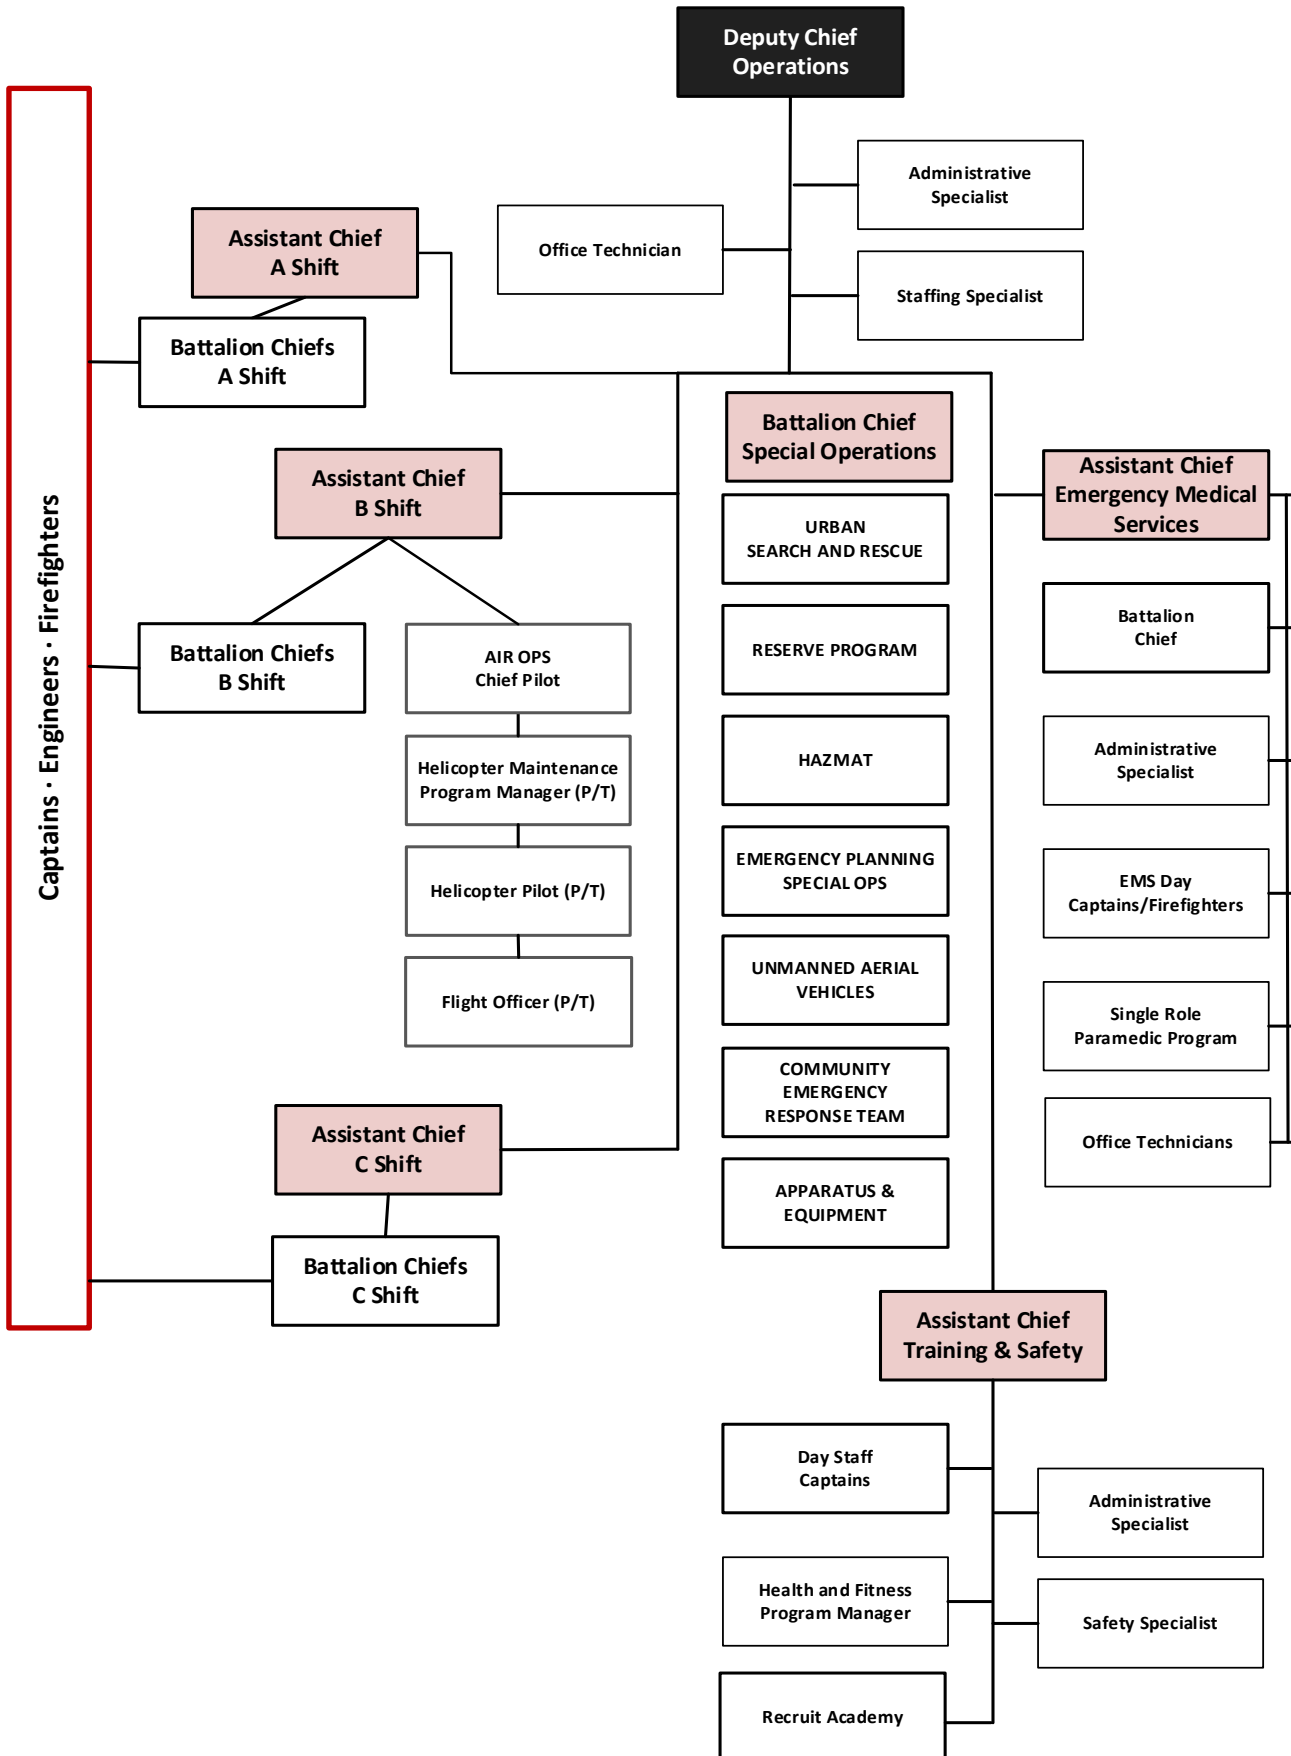 Deputy Chief
Operations
Administrative
Specialist
Office Technician
Staffing Specialist
Assistant Chief
A Shift
Battalion Chiefs
A Shift
Captains · Engineers · Firefighters
Assistant Chief
B Shift
Battalion Chiefs
B Shift
AIR OPS
Chief Pilot
Helicopter Maintenance
Program Manager (P/T)
Helicopter Pilot (P/T)
Flight Officer (P/T)
Assistant Chief
C Shift
Battalion Chiefs
C Shift
Battalion Chief
Special Operations
URBAN
SEARCH AND RESCUE
RESERVE PROGRAM
HAZMAT
EMERGENCY PLANNING
SPECIAL OPS
UNMANNED AERIAL
VEHICLES
COMMUNITY
EMERGENCY
RESPONSE TEAM
APPARATUS &
EQUIPMENT
Assistant Chief
Emergency Medical
Services
Battalion
Chief
Administrative
Specialist
EMS Day
Captains/Firefighters
Single Role
Paramedic Program
Office Technicians
Assistant Chief
Training & Safety
Day Staff
Captains
Administrative
Specialist
Health and Fitness
Program Manager
Safety Specialist
Recruit Academy